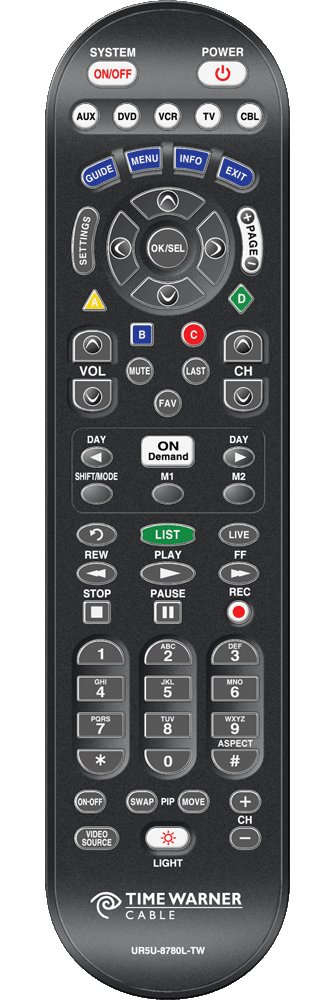 SYSTEM POWER
ON/OFF
AUX DVD VCR TV CBL
GUIDE MENU INFO EXIT
SETTINGS OK/SEL + PAGE −
A D
B C
VOL MUTE LAST CH
FAV
DAY ON Demand DAY
SHIFT/MODE M1 M2
LIST LIVE
REW PLAY FF
STOP PAUSE REC
1 ABC 2 DEF 3
GHI 4 JKL 5 MNO 6
PQRS 7 TUV 8 WXYZ 9
ASPECT
* 0 #
ON-OFF SWAP PIP MOVE +
CH
VIDEO SOURCE −
LIGHT
TIME WARNER
CABLE
UR5U-8780L-TW